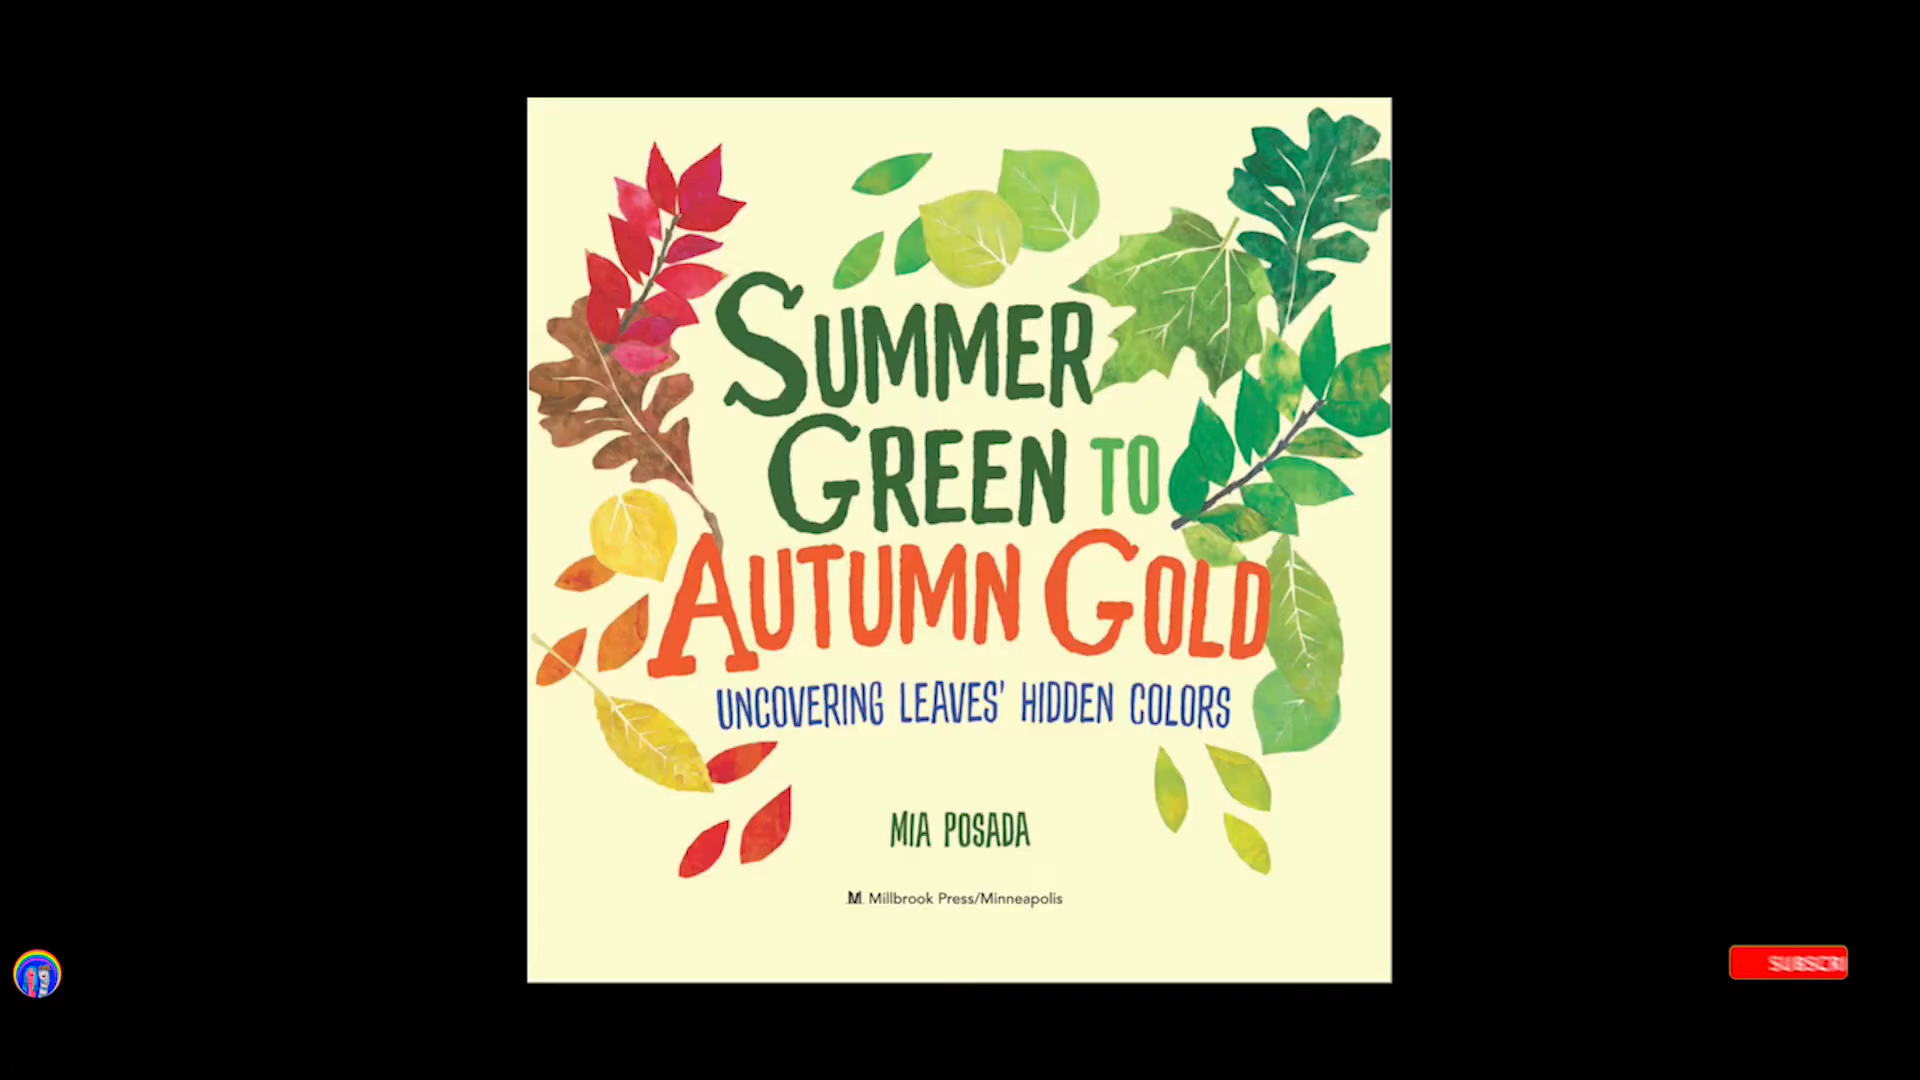 SUMMER
GREEN TO
AUTUMN GOLD
UNCOVERING LEAVES' HIDDEN COLORS
MIA POSADA
M Millbrook Press/Minneapolis